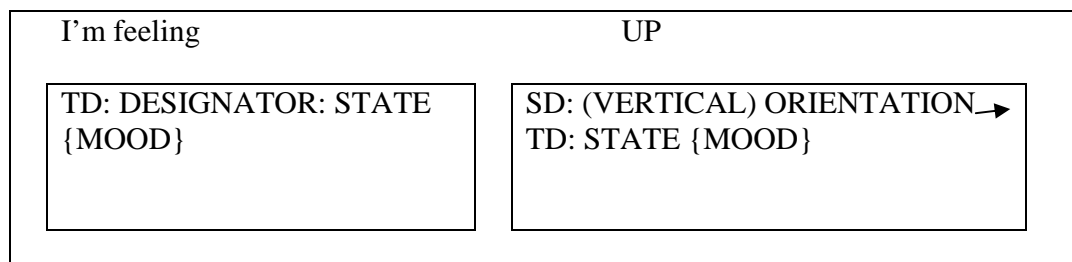 I’m feeling UP
TD: DESIGNATOR: STATE
{MOOD}
SD: (VERTICAL) ORIENTATION
TD: STATE {MOOD}